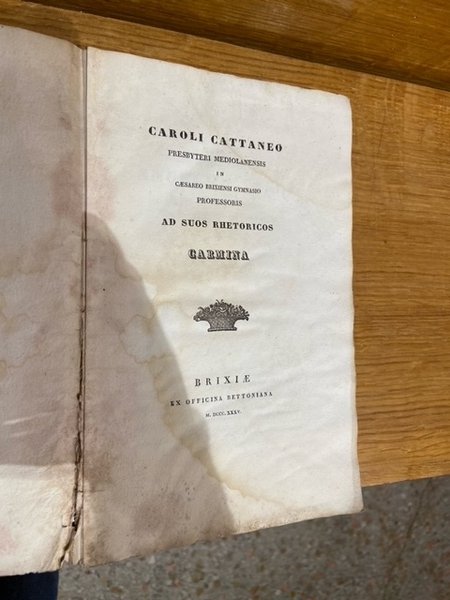 CAROLI CATTANEO
PRESBYTERI MEDIOLANENSIS
IN
CÆSAREO BRIXIENSI GYMNASIO
PROFESSORIS
AD SUOS RHETORICOS
CARMINA
BRIXIÆ
EX OFFICINA BETTONIANA
M. DCCC. XXXV.